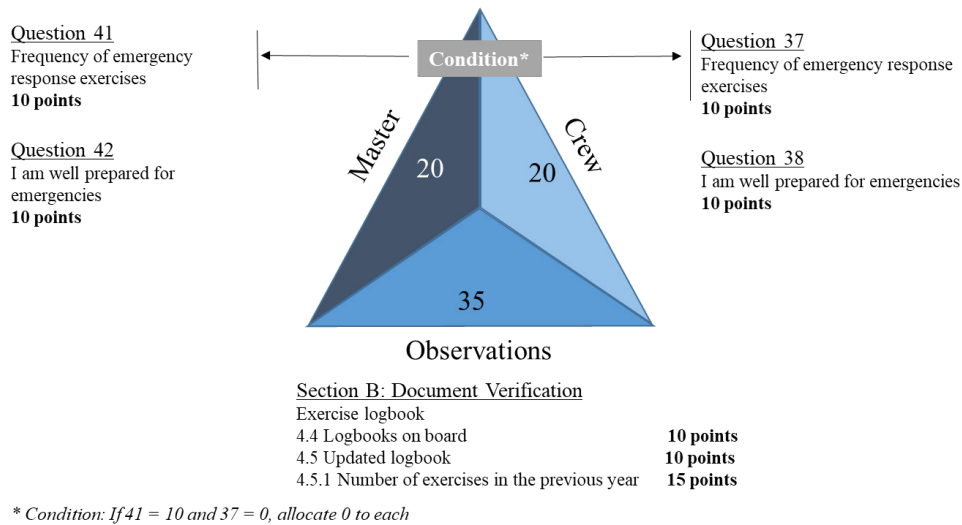 Question 41
Frequency of emergency
response exercises
10 points
Question 42
I am well prepared for
emergencies
10 points
Condition*
Master
20
20
Crew
35
Question 37
Frequency of emergency response
exercises
10 points
Question 38
I am well prepared for emergencies
10 points
Observations
Section B: Document Verification
Exercise logbook
4.4 Logbooks on board 10 points
4.5 Updated logbook 10 points
4.5.1 Number of exercises in the previous year 15 points
* Condition: If 41 = 10 and 37 = 0, allocate 0 to each